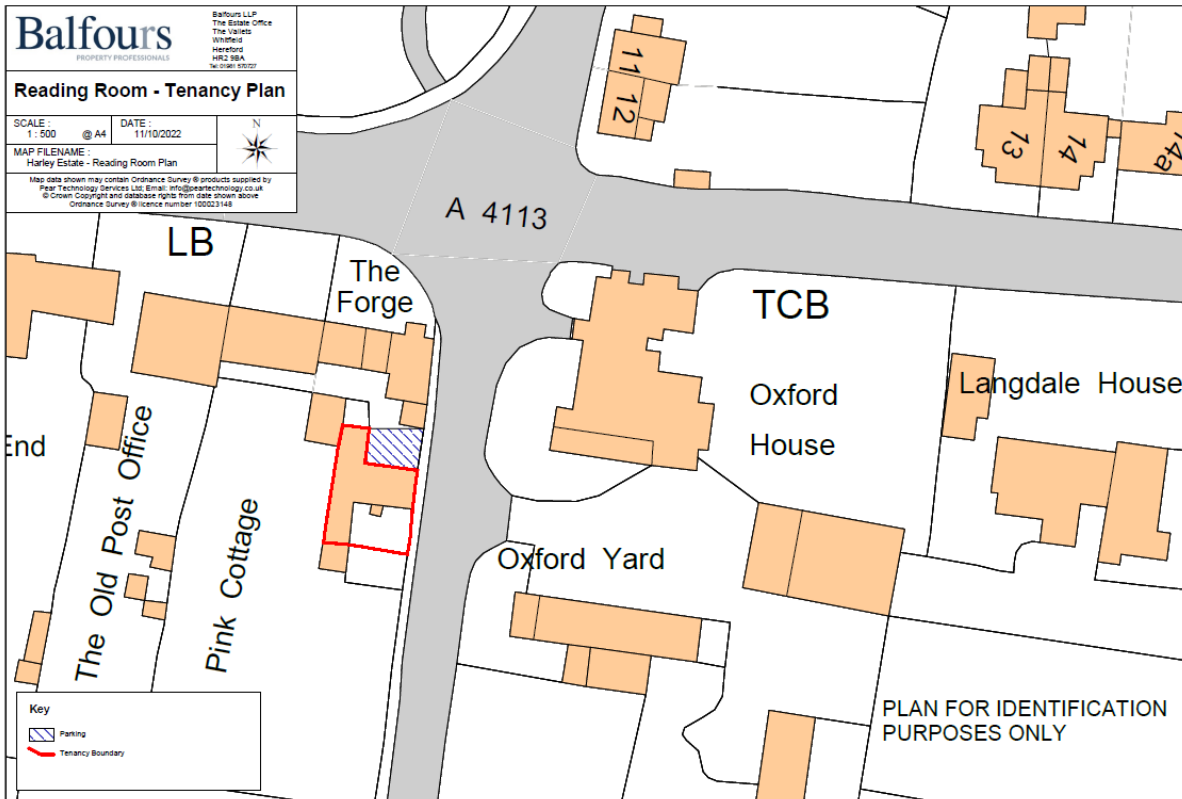 Balfours
PROPERTY PROFESSIONALS
Balfours LLP
The Estate Office
The Vallets
Whitfield
Hereford
HR2 9BA
Tel: 01981 570727
Reading Room - Tenancy Plan
SCALE :
1 : 500 @ A4
DATE :
11/10/2022
N
MAP FILENAME :
Harley Estate - Reading Room Plan
Map data shown may contain Ordnance Survey ® products supplied by
Pear Technology Services Ltd; Email: info@peartechnology.co.uk
© Crown Copyright and database rights from date shown above
Ordnance Survey ® licence number 100023148
11
12
13
14
14a
A 4113
LB
The
Forge
TCB
Oxford
House
Langdale House
End
The Old Post Office
Pink Cottage
Oxford Yard
Key
Parking
Tenancy Boundary
PLAN FOR IDENTIFICATION
PURPOSES ONLY